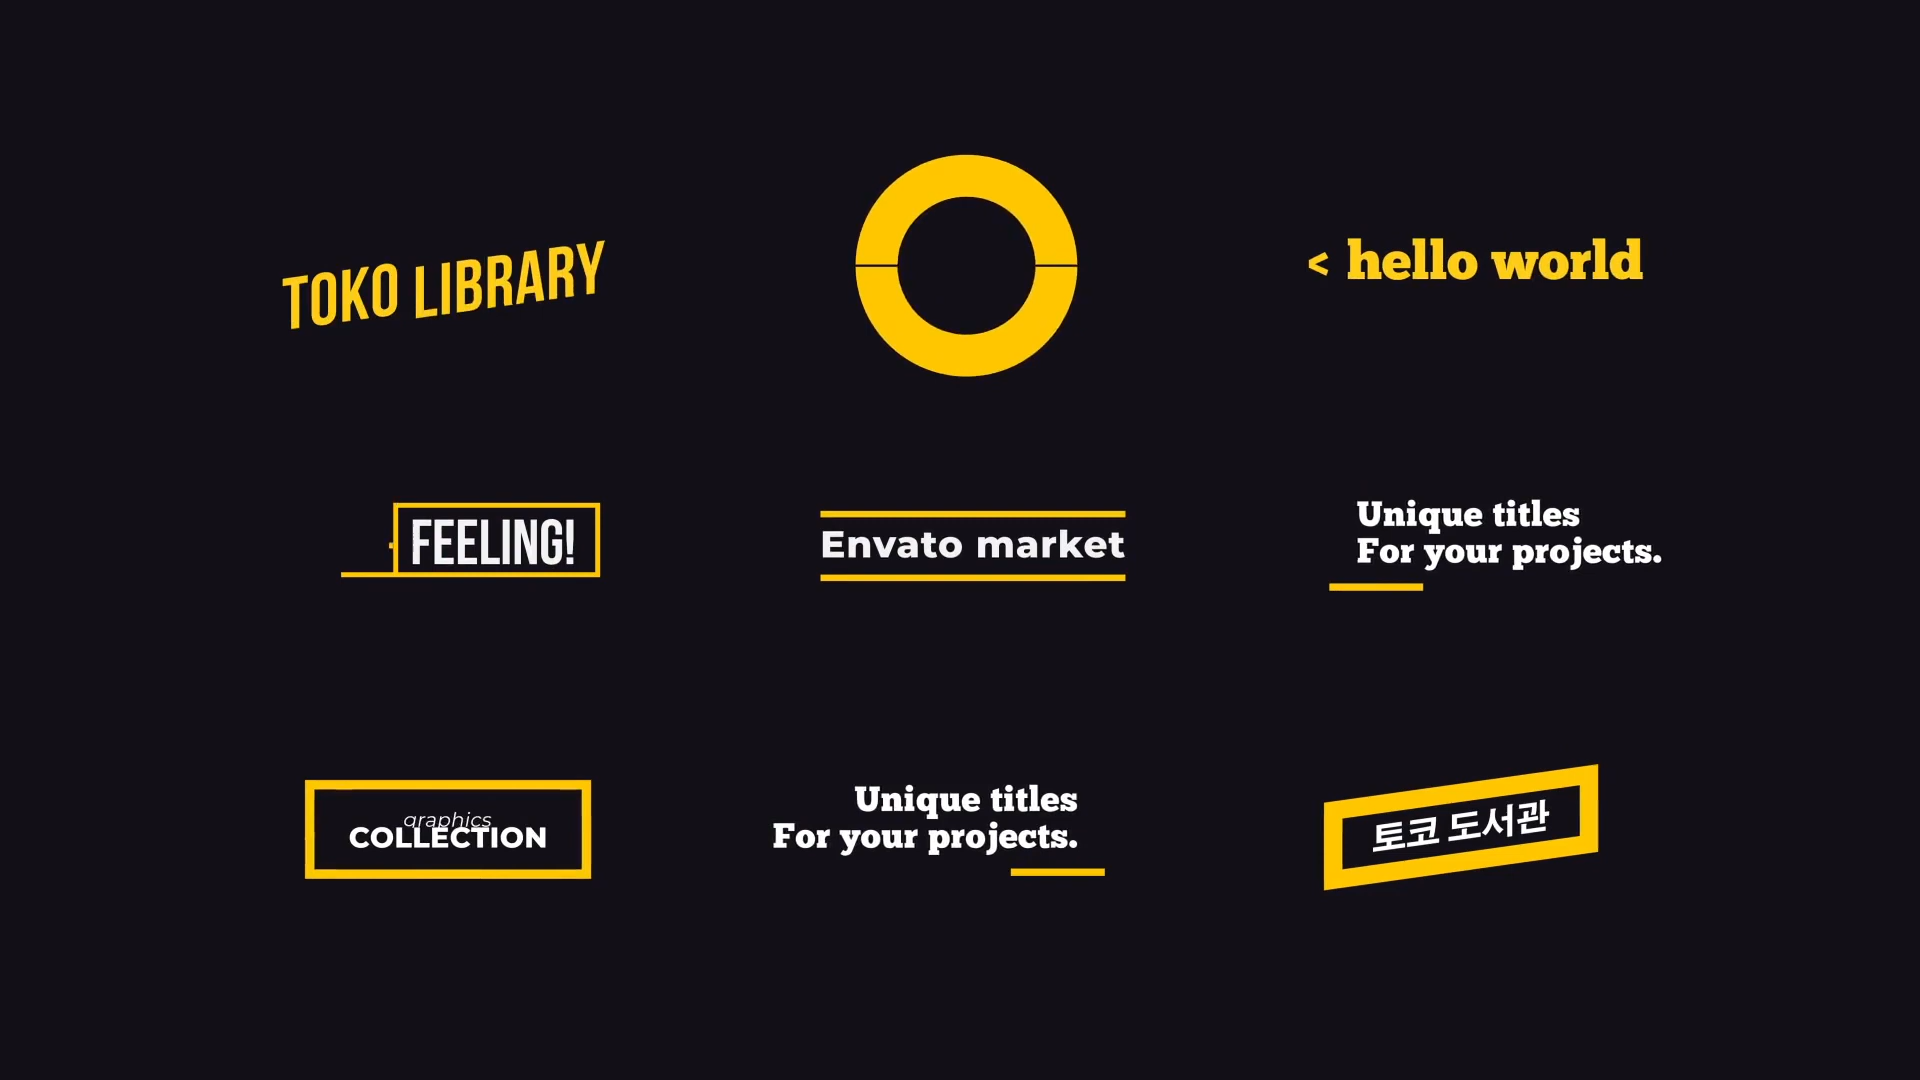 TOKO LIBRARY
< hello world
FEELING!
Envato market
Unique titles
For your projects.
graphics
COLLECTION
Unique titles
For your projects.
토코 도서관